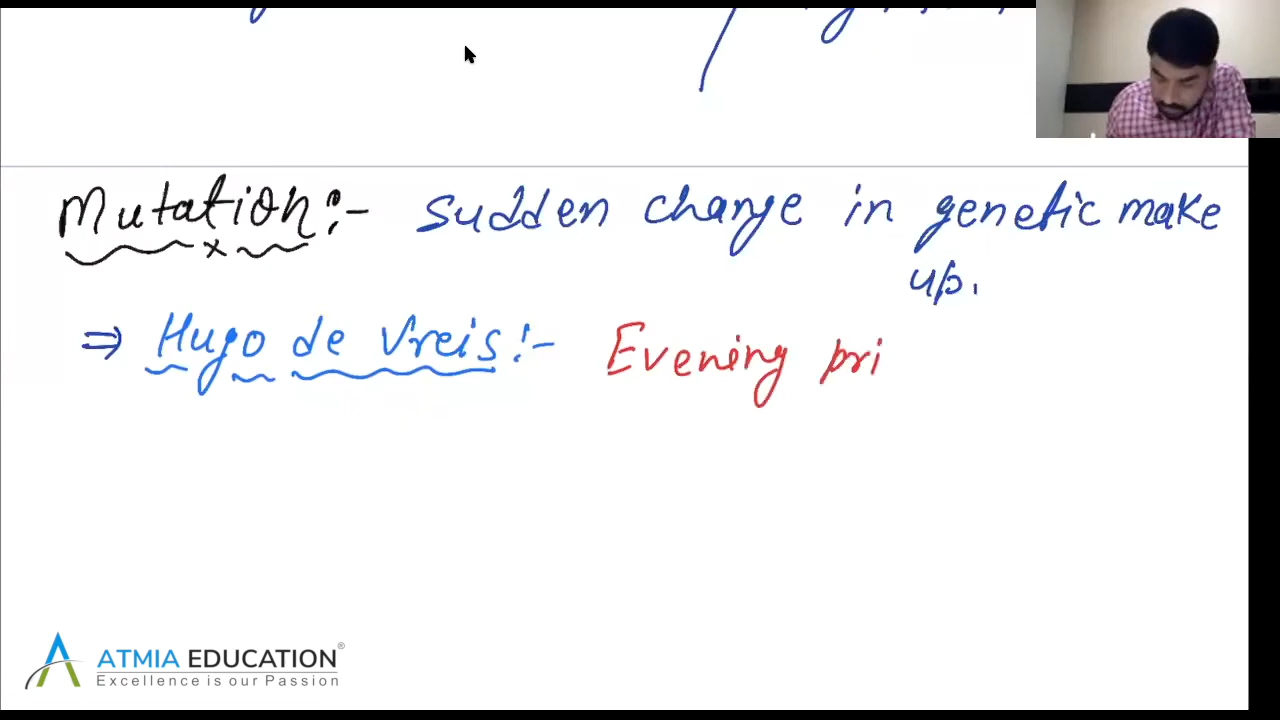 Mutation:- Sudden change in genetic make
up.
⇒ Hugo de Vreis:- Evening pri
ATMIA EDUCATION®
Excellence is our Passion